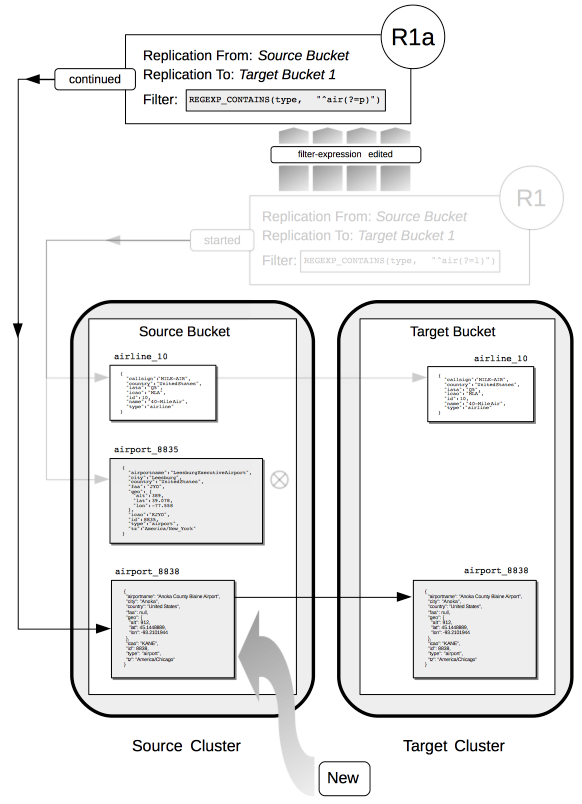 R1a
Replication From: Source Bucket
Replication To: Target Bucket 1
continued
Filter: REGEXP_CONTAINS(type, "^air(?=p)")
filter-expression edited
R1
Replication From: Source Bucket
Replication To: Target Bucket 1
started
Filter: REGEXP_CONTAINS(type, "^air(?=l)")
Source Bucket
airline_10
{
"callsign":"MILE-AIR",
"country":"UnitedStates",
"iata":"Q5",
"icao":"MLA",
"id":10,
"name":"40-MileAir",
"type":"airline"
}
airport_8835
{
"airportname":"LeesburgExecutiveAirport",
"city":"Leesburg",
"country":"UnitedStates",
"faa":"JYO",
"geo": {
"alt": 389,
"lat": 39.078,
"lon": -77.558
},
"icao":"KJYO",
"id":8835,
"type":"airport",
"tz":"America/New_York"
}
airport_8838
{
"airportname": "Anoka County Blaine Airport",
"city": "Anoka",
"country": "United States",
"faa": null,
"geo": {
"alt": 912,
"lat": 45.1448889,
"lon": -93.2101944
},
"icao": "KANE",
"id": 8838,
"type": "airport",
"tz": "America/Chicago"
}
Target Bucket
airline_10
{
"callsign":"MILE-AIR",
"country":"UnitedStates",
"iata":"Q5",
"icao":"MLA",
"id":10,
"name":"40-MileAir",
"type":"airline"
}
airport_8838
{
"airportname": "Anoka County Blaine Airport",
"city": "Anoka",
"country": "United States",
"faa": null,
"geo": {
"alt": 912,
"lat": 45.1448889,
"lon": -93.2101944
},
"icao": "KANE",
"id": 8838,
"type": "airport",
"tz": "America/Chicago"
}
Source Cluster
Target Cluster
New